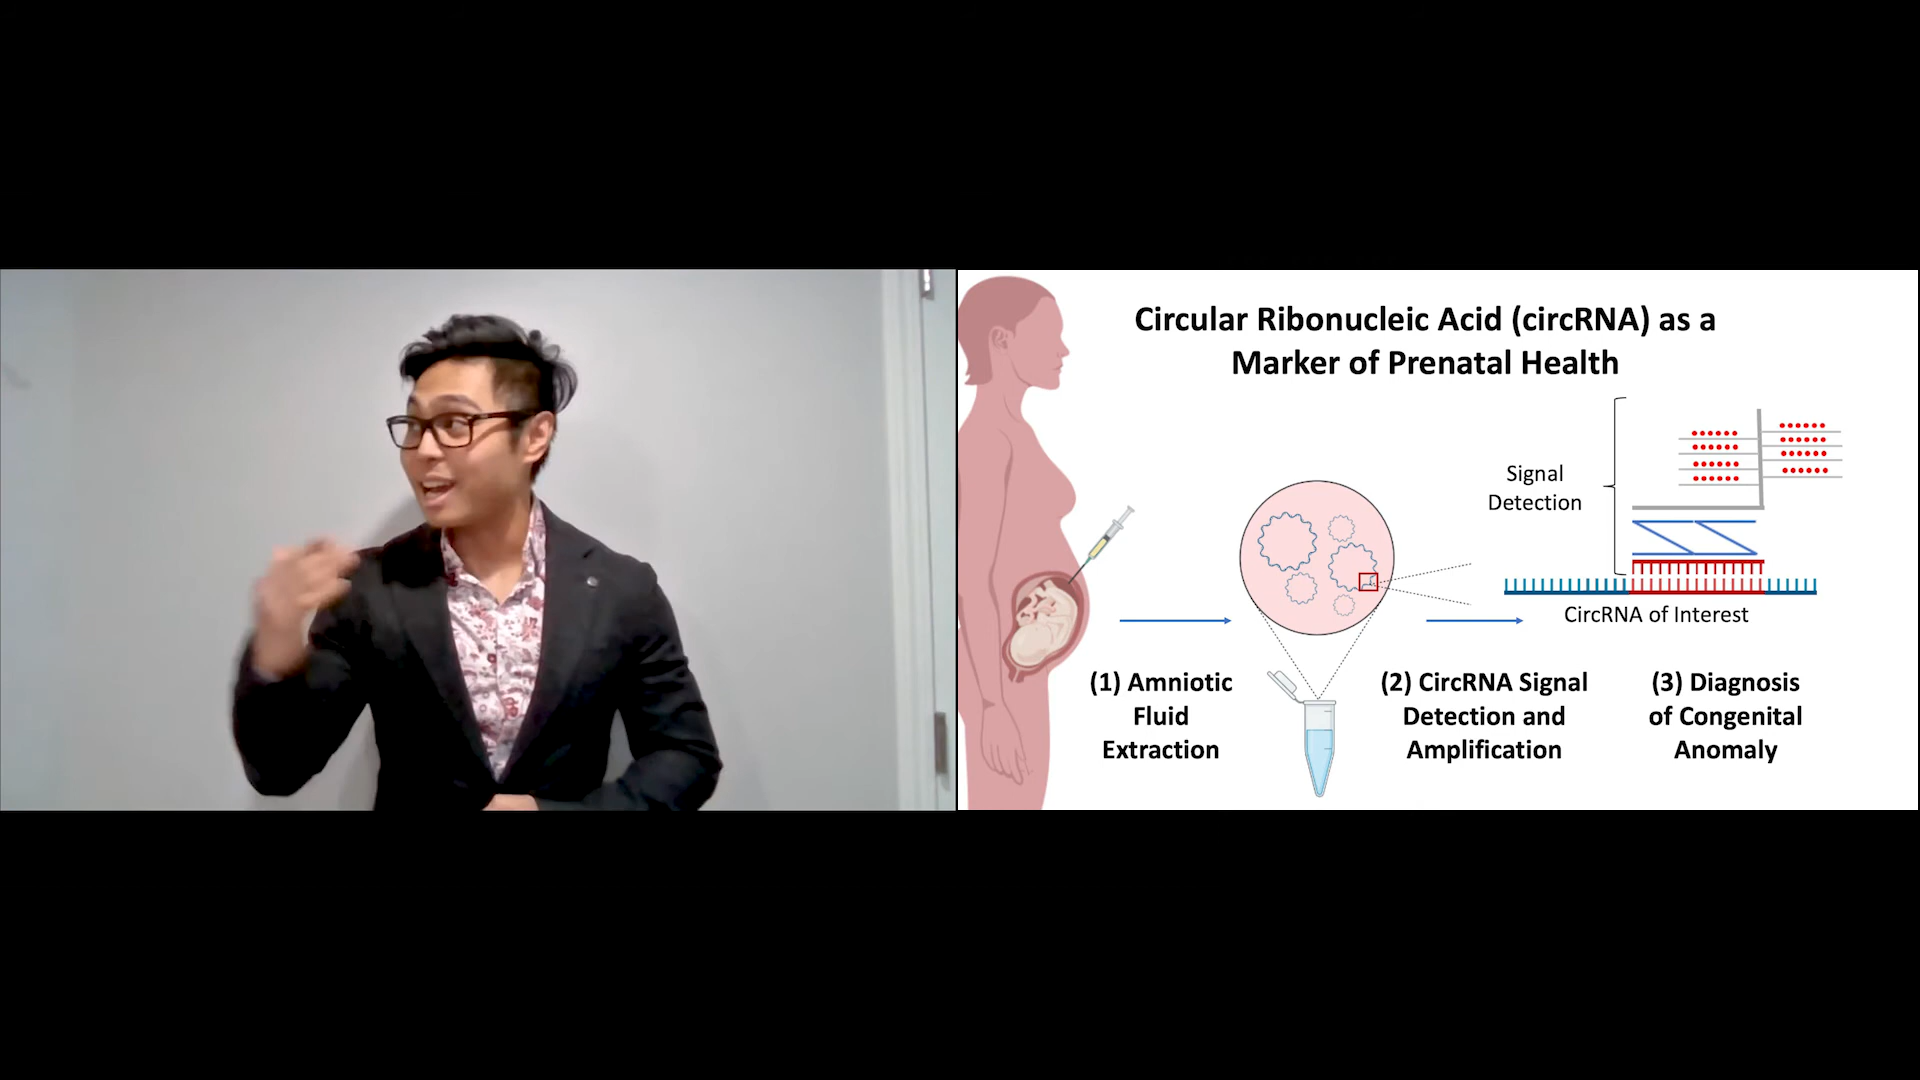 Circular Ribonucleic Acid (circRNA) as a
Marker of Prenatal Health
Signal
Detection
CircRNA of Interest
(1) Amniotic
Fluid
Extraction
(2) CircRNA Signal
Detection and
Amplification
(3) Diagnosis
of Congenital
Anomaly